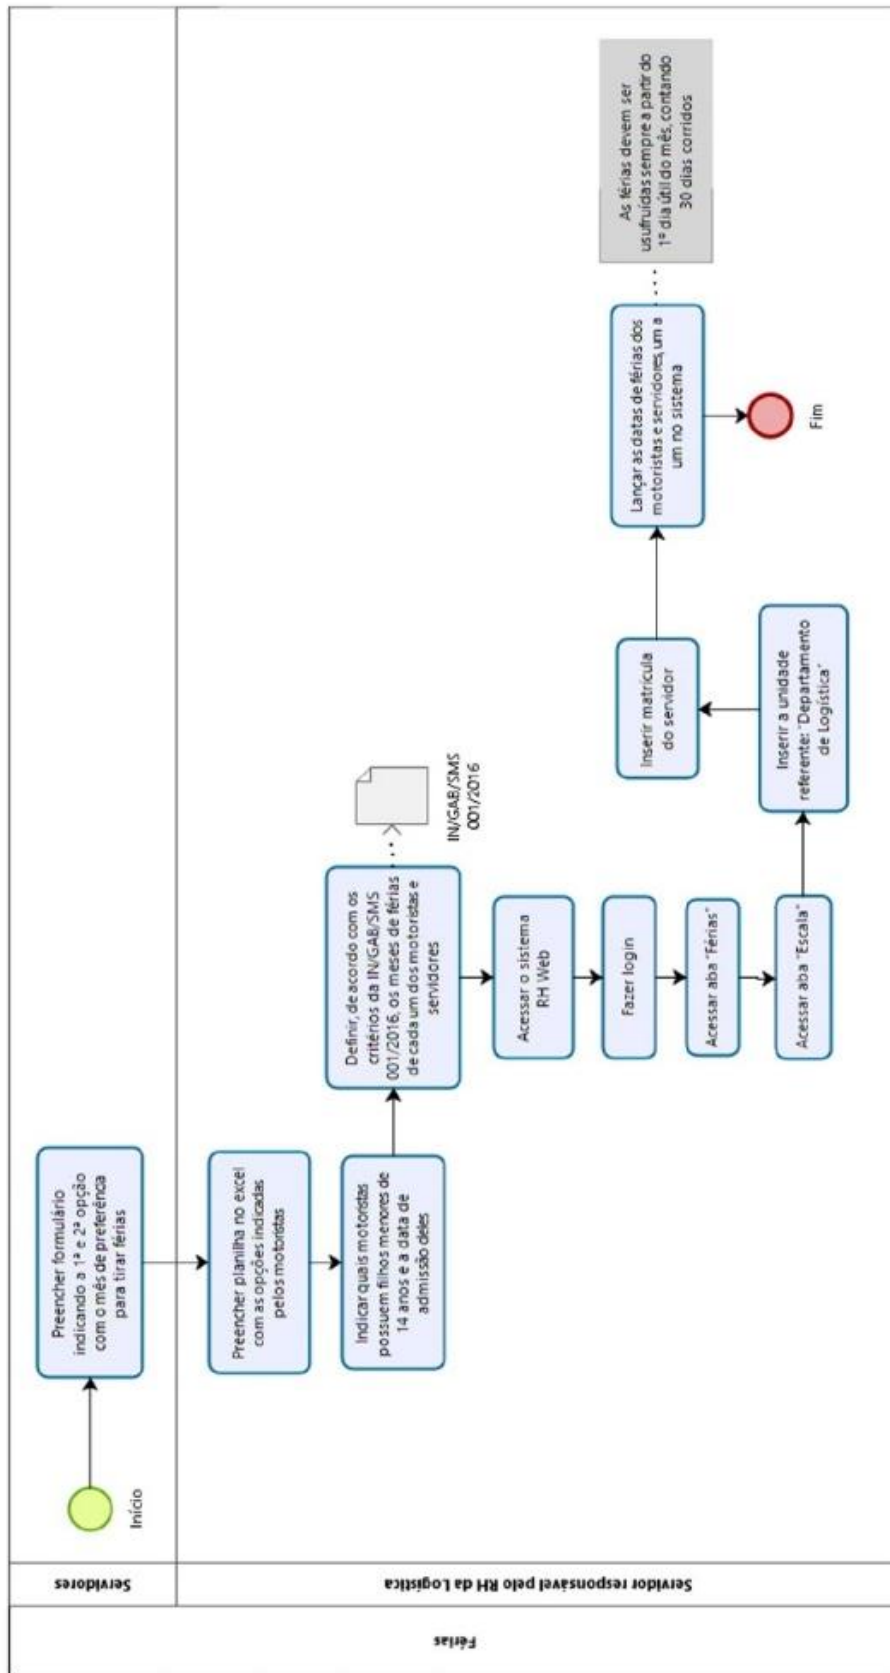 Férias
Servidores
Servidor responsável pelo RH da Logística
Início
Preencher formulário
indicando a 1ª e 2ª opção
com o mês de preferência
para tirar férias
Preencher planilha no excel
com as opções indicadas
pelos motoristas
Indicar quais motoristas
possuem filhos menores de
14 anos e a data de
admissão deles
Definir, de acordo com os
critérios da IN/GAB/SMS
001/2016, os meses de férias
de cada um dos motoristas e
servidores
IN/GAB/SMS
001/2016
Acessar o sistema
RH Web
Fazer login
Acessar aba "Férias"
Acessar aba "Escala"
Inserir a unidade
referente: "Departamento
de Logística"
Inserir matrícula
do servidor
Lançar as datas de férias dos
motoristas e servidores, um a
um no sistema
As férias devem ser
usufruídas sempre a partir do
1º dia útil do mês, contando
30 dias corridos
Fim